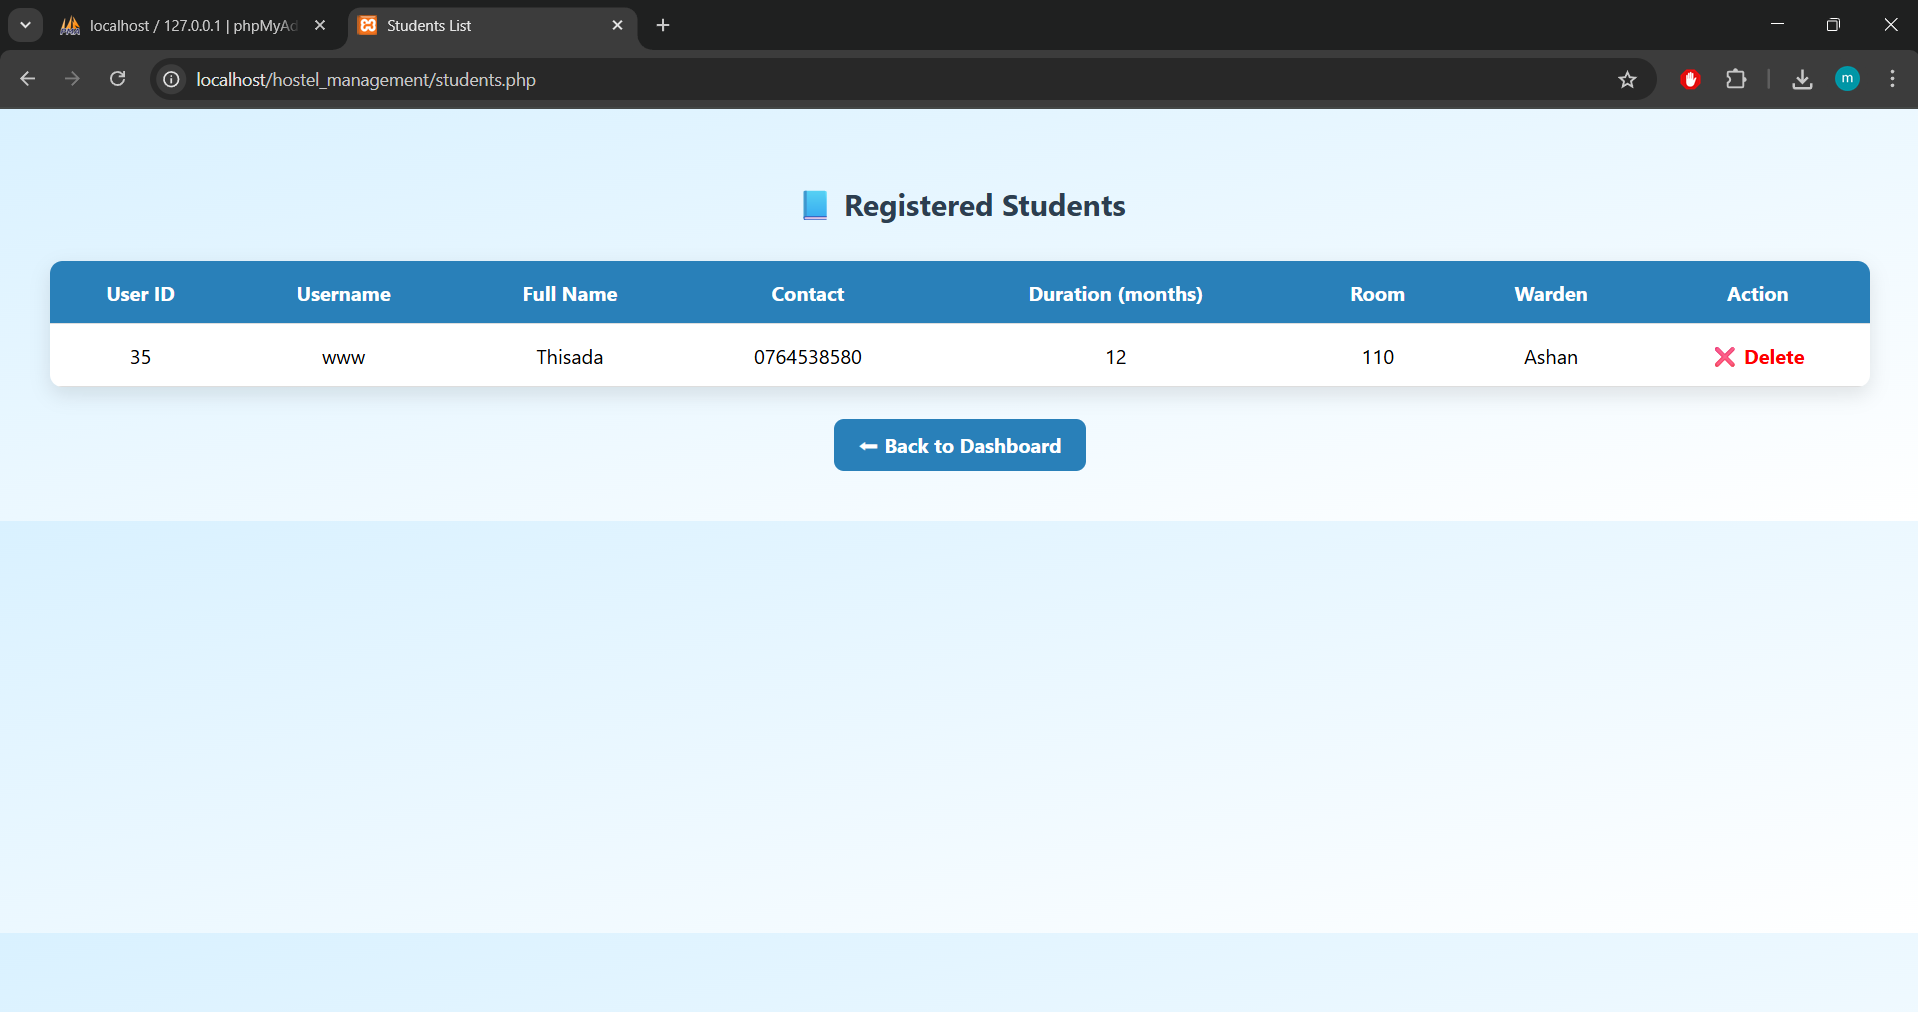 localhost / 127.0.0.1 | phpMyAd
Students List
localhost/hostel_management/students.php
m
📘 Registered Students
User ID Username Full Name Contact Duration (months) Room Warden Action
35 www Thisada 0764538580 12 110 Ashan ❌ Delete
⬅ Back to Dashboard